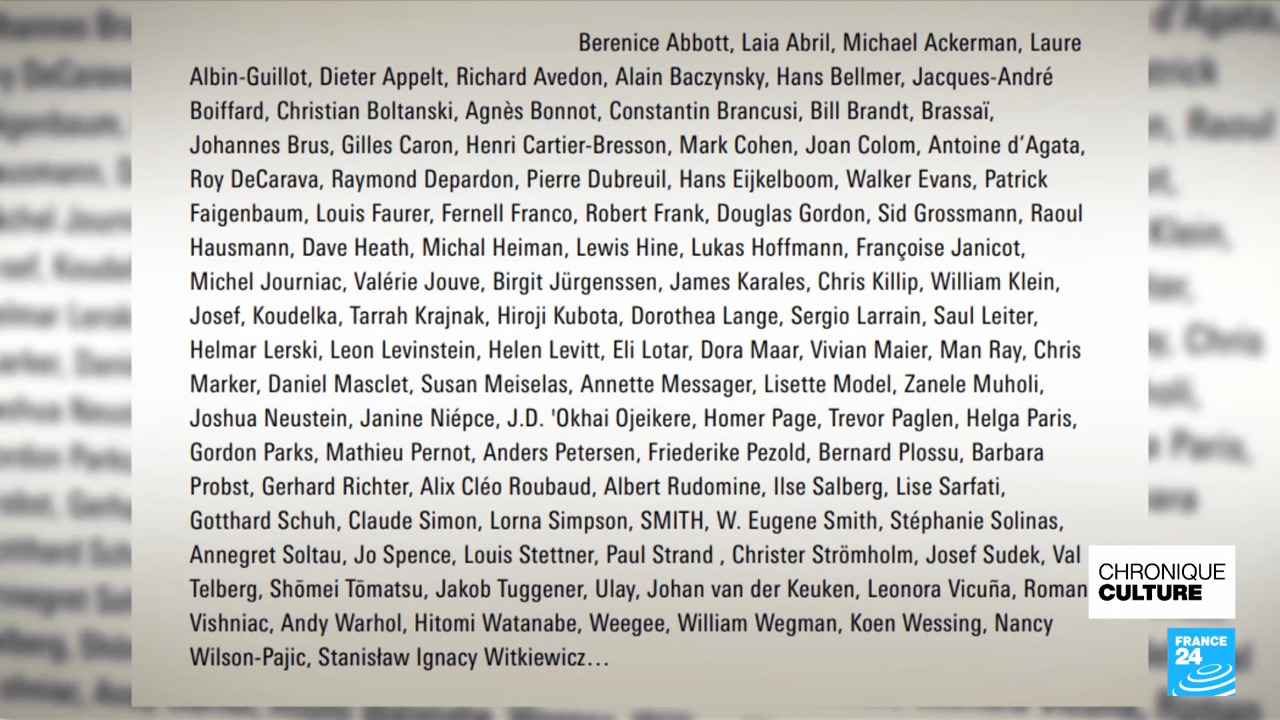 Berenice Abbott, Laia Abril, Michael Ackerman, Laure
Albin-Guillot, Dieter Appelt, Richard Avedon, Alain Baczynsky, Hans Bellmer, Jacques-André
Boiffard, Christian Boltanski, Agnès Bonnot, Constantin Brancusi, Bill Brandt, Brassaï,
Johannes Brus, Gilles Caron, Henri Cartier-Bresson, Mark Cohen, Joan Colom, Antoine d’Agata,
Roy DeCarava, Raymond Depardon, Pierre Dubreuil, Hans Eijkelboom, Walker Evans, Patrick
Faigenbaum, Louis Faurer, Fernell Franco, Robert Frank, Douglas Gordon, Sid Grossmann, Raoul
Hausmann, Dave Heath, Michal Heiman, Lewis Hine, Lukas Hoffmann, Françoise Janicot,
Michel Journiac, Valérie Jouve, Birgit Jürgenssen, James Karales, Chris Killip, William Klein,
Josef, Koudelka, Tarrah Krajnak, Hiroji Kubota, Dorothea Lange, Sergio Larrain, Saul Leiter,
Helmar Lerski, Leon Levinstein, Helen Levitt, Eli Lotar, Dora Maar, Vivian Maier, Man Ray, Chris
Marker, Daniel Masclet, Susan Meiselas, Annette Messager, Lisette Model, Zanele Muholi,
Joshua Neustein, Janine Niépce, J.D. 'Okhai Ojeikere, Homer Page, Trevor Paglen, Helga Paris,
Gordon Parks, Mathieu Pernot, Anders Petersen, Friederike Pezold, Bernard Plossu, Barbara
Probst, Gerhard Richter, Alix Cléo Roubaud, Albert Rudomine, Ilse Salberg, Lise Sarfati,
Gotthard Schuh, Claude Simon, Lorna Simpson, SMITH, W. Eugene Smith, Stéphanie Solinas,
Annegret Soltau, Jo Spence, Louis Stettner, Paul Strand , Christer Strömholm, Josef Sudek, Val
Telberg, Shōmei Tōmatsu, Jakob Tuggener, Ulay, Johan van der Keuken, Leonora Vicuña, Roman
Vishniac, Andy Warhol, Hitomi Watanabe, Weegee, William Wegman, Koen Wessing, Nancy
Wilson-Pajic, Stanisław Ignacy Witkiewicz…
CHRONIQUE
CULTURE
FRANCE
24